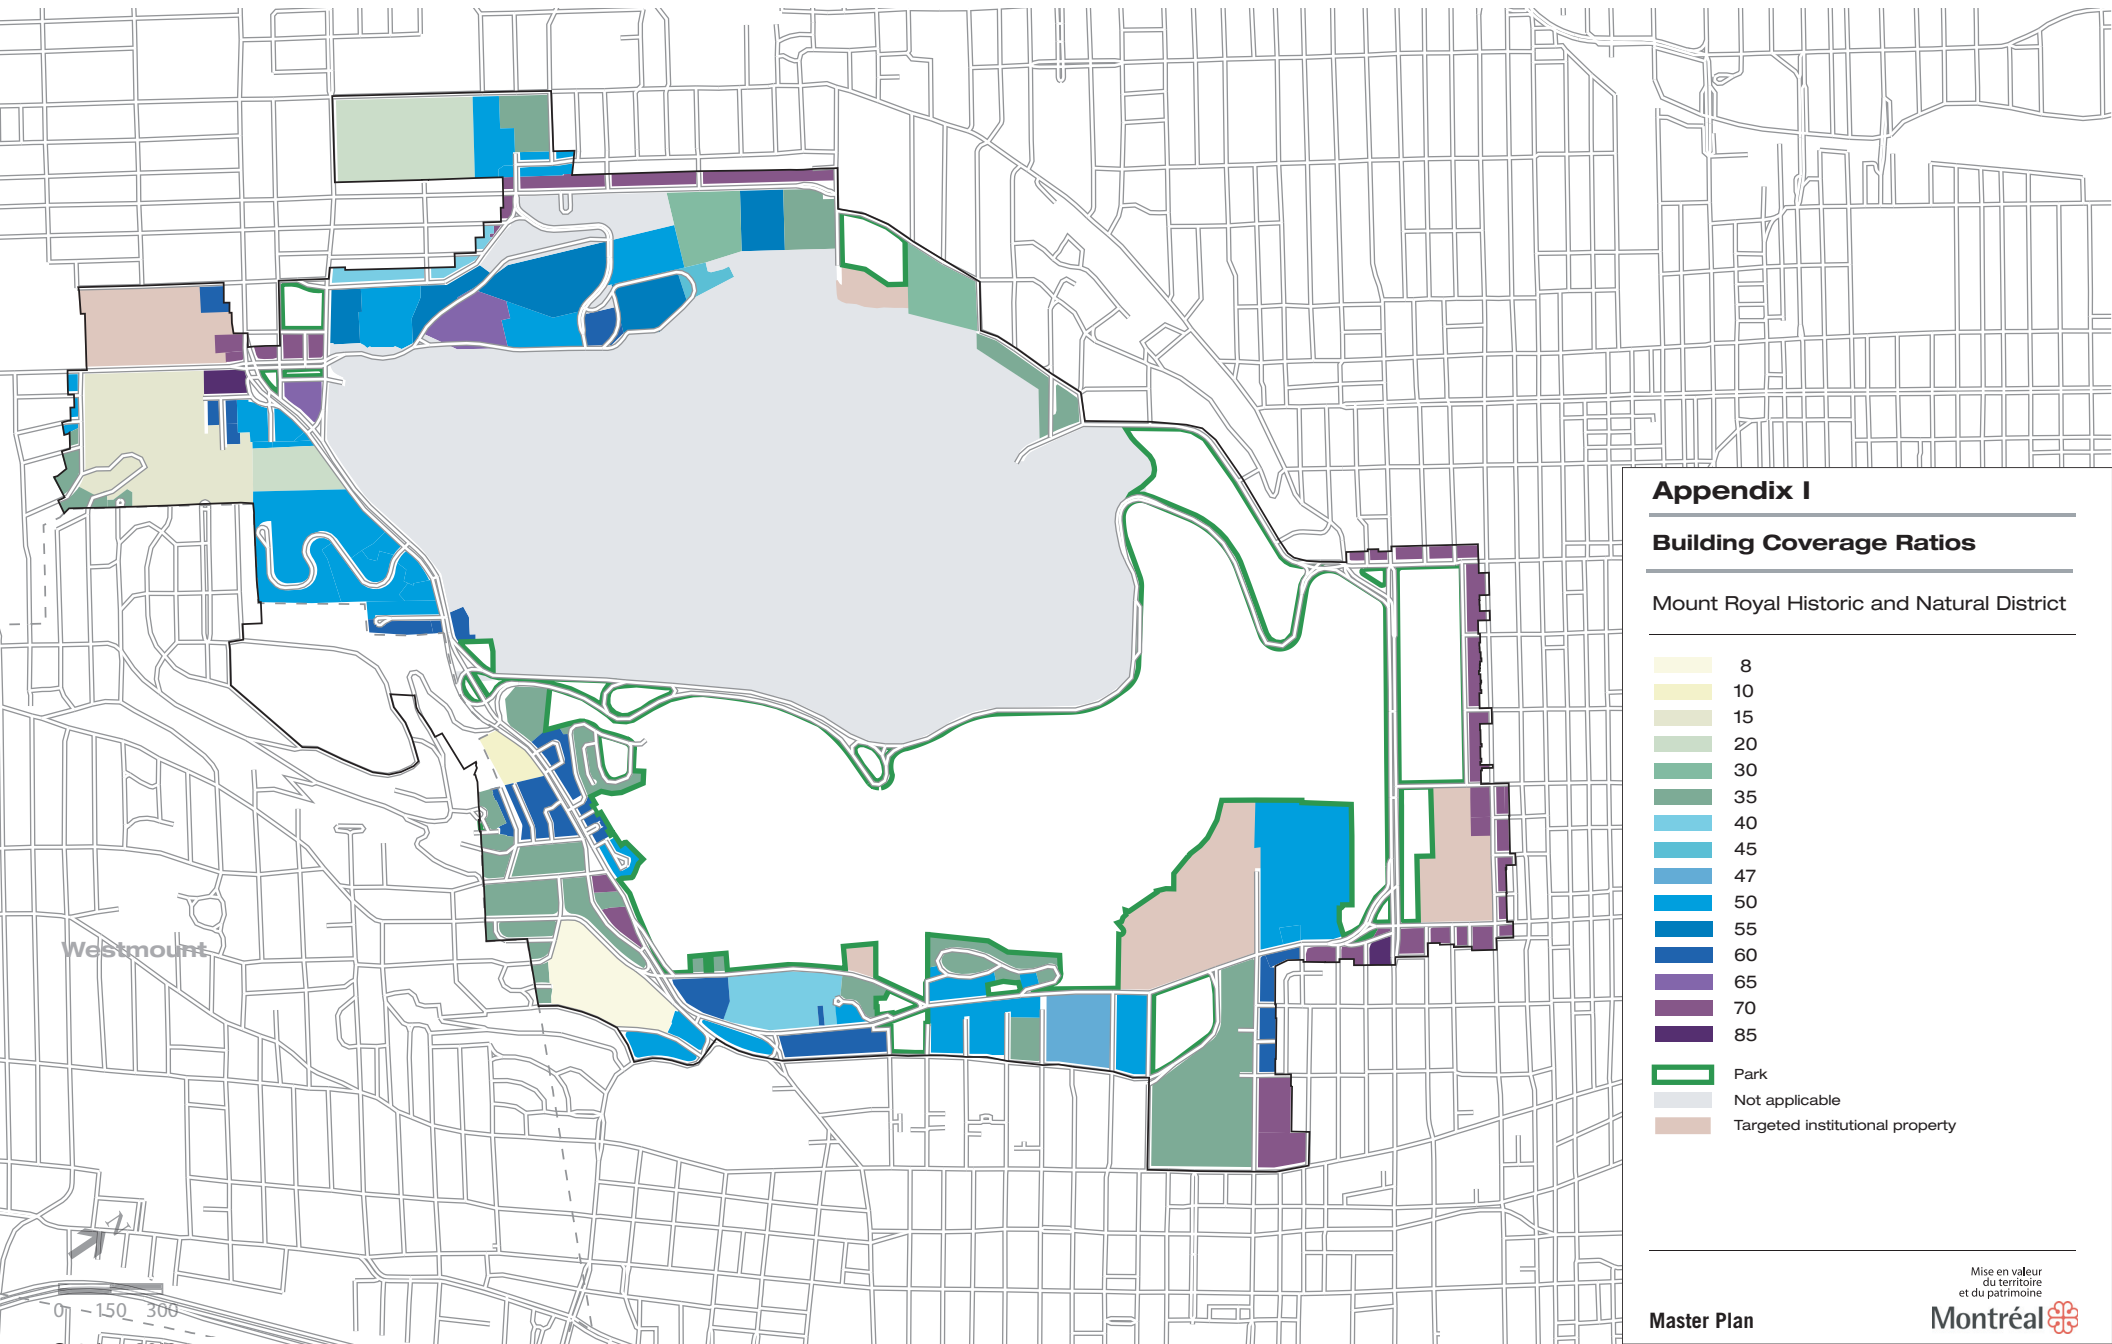 Appendix I
Building Coverage Ratios
Mount Royal Historic and Natural District
8
10
15
20
30
35
40
45
47
50
55
60
65
70
85
Park
Not applicable
Targeted institutional property
Westmount
N
0 150 300
Mise en valeur
du territoire
et du patrimoine
Master Plan
Montréal